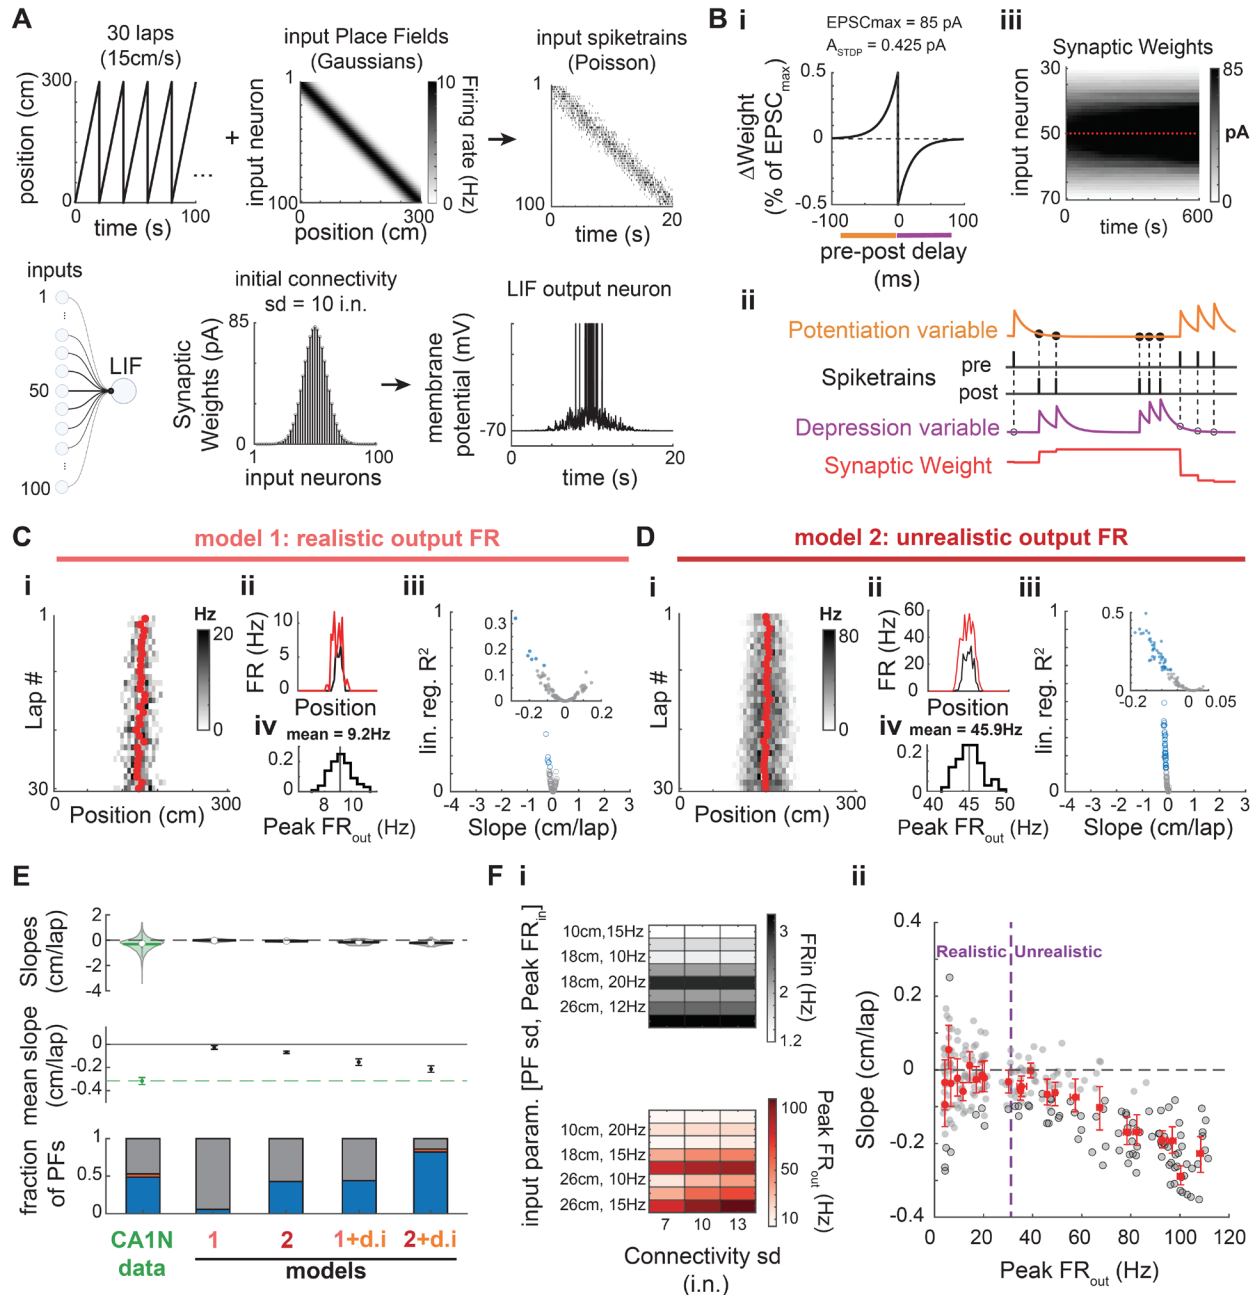 A
30 laps
(15cm/s)
position (cm)
300
0
0
100
time (s)
...
+
input Place Fields
(Gaussians)
input neuron
1
100
0
300
position (cm)
10
0
Firing rate (Hz)
input spiketrains
(Poisson)
1
100
0
20
time (s)
inputs
1
50
100
LIF
initial connectivity
sd = 10 i.n.
Synaptic
Weights (pA)
85
0
1
100
input neurons
LIF output neuron
membrane
potential (mV)
-70
0
20
time (s)
B
i
EPSCmax = 85 pA
ASTDP = 0.425 pA
ΔWeight
(% of EPSCmax)
0.5
0
-0.5
-100
0
100
pre-post delay
(ms)
iii
Synaptic Weights
input neuron
30
50
70
0
600
time (s)
85
pA
0
ii
Potentiation variable
Spiketrains
pre
post
Depression variable
Synaptic Weight
C
model 1: realistic output FR
i
Lap #
1
30
0
300
Position (cm)
Hz
20
0
ii
FR (Hz)
10
5
0
Position
iv
mean = 9.2Hz
0.2
0
8
10
Peak FRout (Hz)
iii
lin. reg. R2
1
0
-4 -3 -2 -1 0 1 2 3
Slope (cm/lap)
0.3
0.2
0.1
0
-0.2
0
0.2
D
model 2: unrealistic output FR
i
Lap #
1
30
0
300
Position (cm)
Hz
80
0
ii
FR (Hz)
60
40
20
0
Position
iv
mean = 45.9Hz
0.2
0
40
45
50
Peak FRout (Hz)
iii
lin. reg. R2
1
0
-4 -3 -2 -1 0 1 2 3
Slope (cm/lap)
0.5
0
-0.2
0
0.05
E
Slopes
(cm/lap)
2
0
-2
-4
mean slope
(cm/lap)
0
-0.2
-0.4
fraction
of PFs
1
0.5
0
CA1N
data
1
2
1+d.i
2+d.i
models
F
i
input param. [PF sd, Peak FRin]
10cm,15Hz
18cm, 10Hz
18cm, 20Hz
26cm, 12Hz
3
2
1.2
FRin (Hz)
10cm, 20Hz
18cm, 15Hz
26cm, 10Hz
26cm, 15Hz
7
10
13
Connectivity sd
(i.n.)
100
50
10
Peak FRout (Hz)
ii
Slope (cm/lap)
0.4
0.2
0
-0.2
-0.4
Realistic
Unrealistic
0 20 40 60 80 100 120
Peak FRout (Hz)